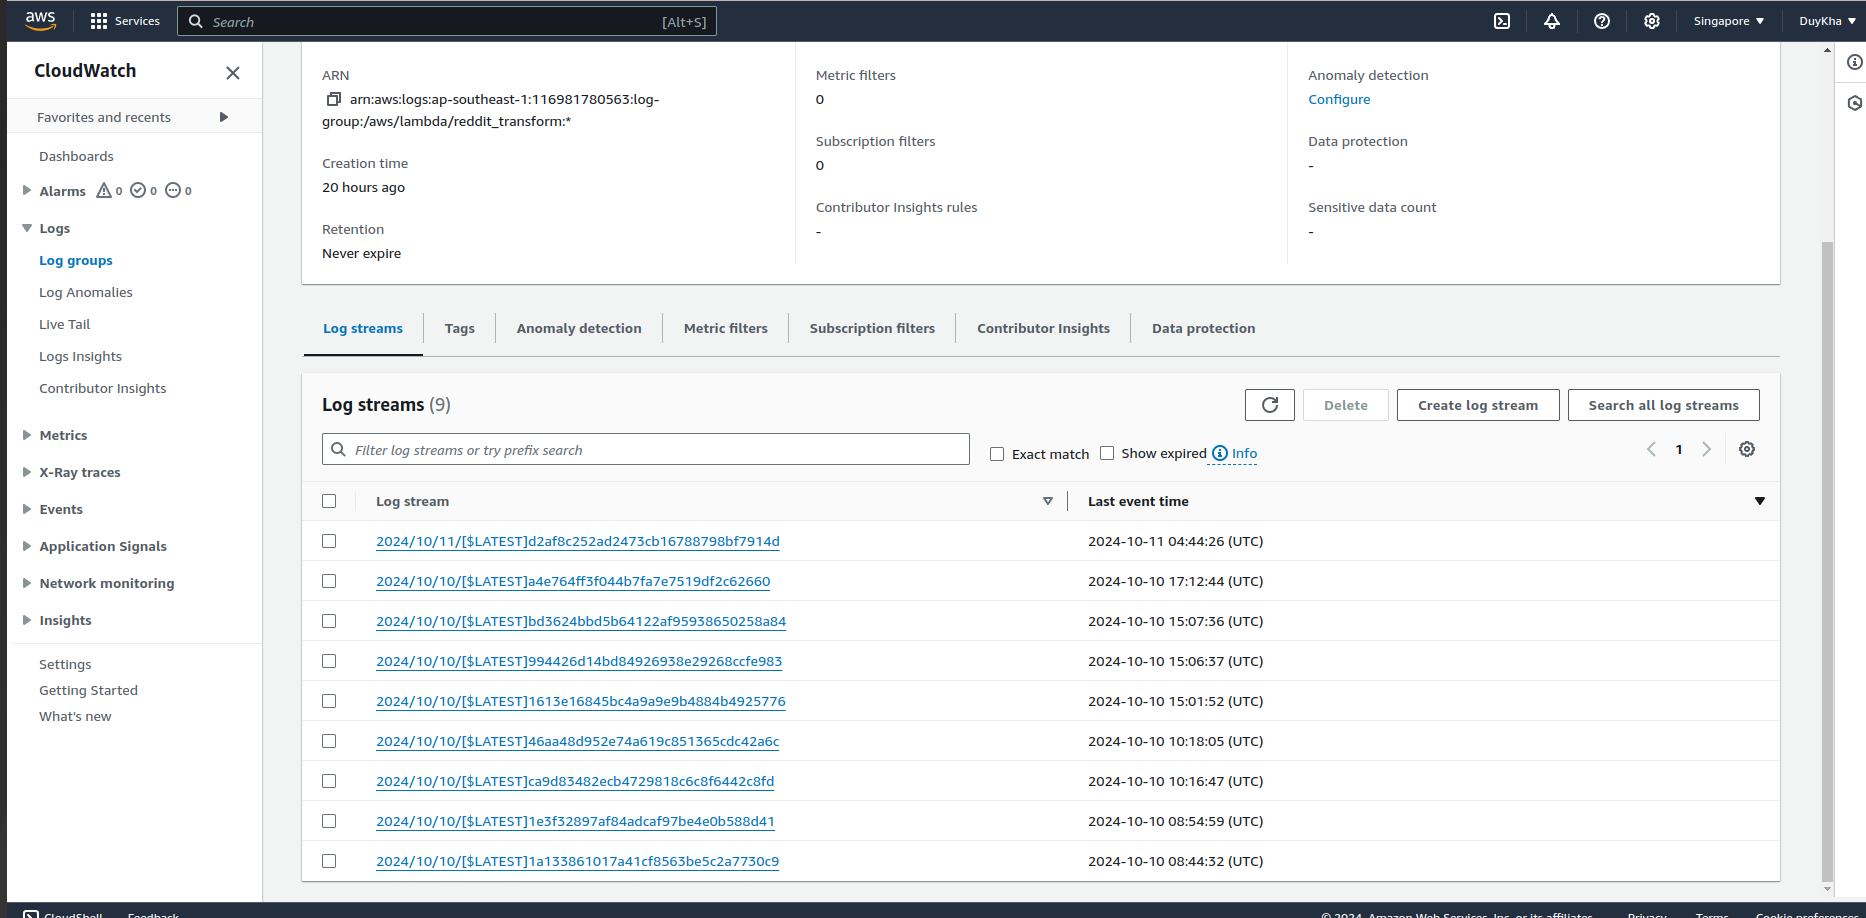 aws
Services
Search
[Alt+S]
Singapore
DuyKha
CloudWatch
Favorites and recents
Dashboards
Alarms 0 0 0
Logs
Log groups
Log Anomalies
Live Tail
Logs Insights
Contributor Insights
Metrics
X-Ray traces
Events
Application Signals
Network monitoring
Insights
Settings
Getting Started
What's new
ARN
arn:aws:logs:ap-southeast-1:116981780563:log-
group:/aws/lambda/reddit_transform:*
Creation time
20 hours ago
Retention
Never expire
Metric filters
0
Subscription filters
0
Contributor Insights rules
-
Anomaly detection
Configure
Data protection
-
Sensitive data count
-
Log streams
Tags
Anomaly detection
Metric filters
Subscription filters
Contributor Insights
Data protection
Log streams (9)
Delete
Create log stream
Search all log streams
Filter log streams or try prefix search
Exact match
Show expired
Info
1
Log stream
Last event time
2024/10/11/[$LATEST]d2af8c252ad2473cb16788798bf7914d 2024-10-11 04:44:26 (UTC)
2024/10/10/[$LATEST]a4e764ff3f044b7fa7e7519df2c62660 2024-10-10 17:12:44 (UTC)
2024/10/10/[$LATEST]bd3624bbd5b64122af95938650258a84 2024-10-10 15:07:36 (UTC)
2024/10/10/[$LATEST]994426d14bd84926938e29268ccfe983 2024-10-10 15:06:37 (UTC)
2024/10/10/[$LATEST]1613e16845bc4a9a9e9b4884b4925776 2024-10-10 15:01:52 (UTC)
2024/10/10/[$LATEST]46aa48d952e74a619c851365cdc42a6c 2024-10-10 10:18:05 (UTC)
2024/10/10/[$LATEST]ca9d83482ecb4729818c6c8f6442c8fd 2024-10-10 10:16:47 (UTC)
2024/10/10/[$LATEST]1e3f32897af84adcaf97be4e0b588d41 2024-10-10 08:54:59 (UTC)
2024/10/10/[$LATEST]1a133861017a41cf8563be5c2a7730c9 2024-10-10 08:44:32 (UTC)
CloudShell
Feedback
© 2024, Amazon Web Services, Inc. or its affiliates.
Privacy
Terms
Cookie preferences